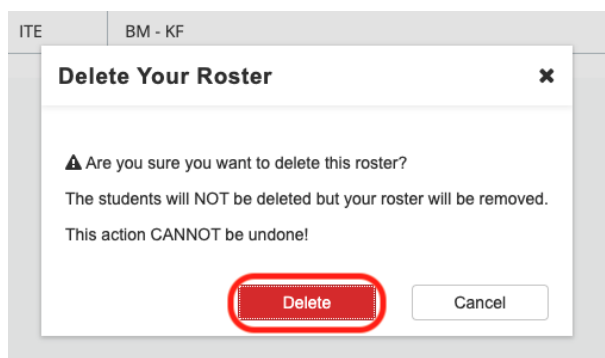 ITE BM - KF
Delete Your Roster
Are you sure you want to delete this roster?
The students will NOT be deleted but your roster will be removed.
This action CANNOT be undone!
Delete Cancel